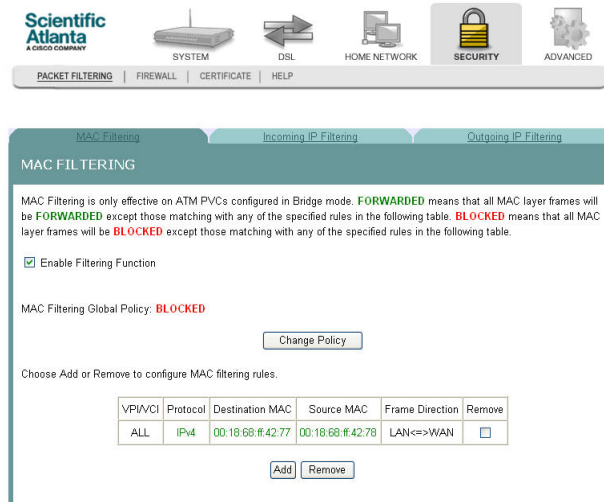 Scientific
Atlanta
A CISCO COMPANY
SYSTEM
DSL
HOME NETWORK
SECURITY
ADVANCED
PACKET FILTERING | FIREWALL | CERTIFICATE | HELP
MAC Filtering
Incoming IP Filtering
Outgoing IP Filtering
MAC FILTERING
MAC Filtering is only effective on ATM PVCs configured in Bridge mode. FORWARDED means that all MAC layer frames will
be FORWARDED except those matching with any of the specified rules in the following table. BLOCKED means that all MAC
layer frames will be BLOCKED except those matching with any of the specified rules in the following table.
Enable Filtering Function
MAC Filtering Global Policy: BLOCKED
Change Policy
Choose Add or Remove to configure MAC filtering rules.
VPI/VCI Protocol Destination MAC Source MAC Frame Direction Remove
ALL IPv4 00:18:68:ff:42:77 00:18:68:ff:42:78 LAN<=>WAN
Add Remove